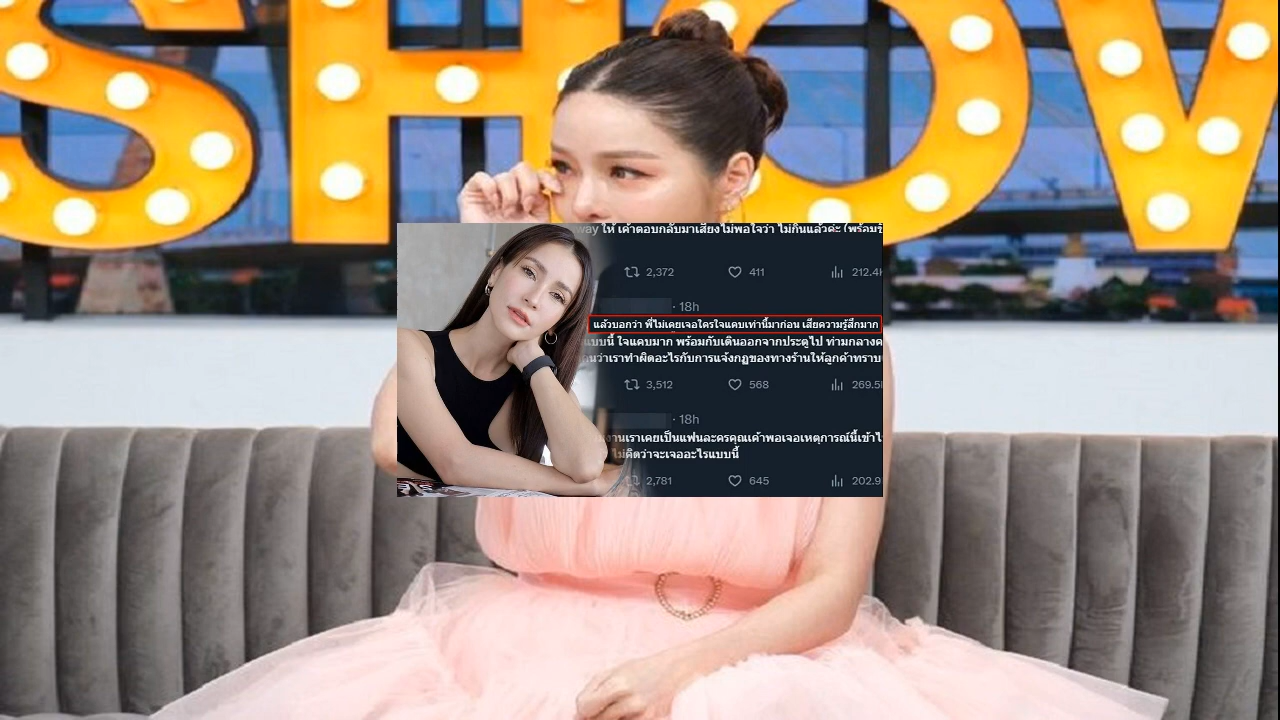 SHOW
way ให้ เค้าตอบกลับมาเสียงไม่พอใจว่า ไม่กินแล้วค่ะ (พร้อม
2,372 411 212.4
· 18h
แล้วบอกว่า พี่ไม่เคยเจอใครใจแคบเท่านี้มาก่อน เสียความรู้สึกมาก
แบบนี้ ใจแคบมาก พร้อมกับเดินออกจากประตูไป ท่ามกลาง
ว่าเราทำผิดอะไรกับการแจ้งกฎของทางร้านให้ลูกค้าทราบ
3,512 568 269.5
· 18h
งานเราเคยเป็นแฟนละครคุณเค้าพอเจอเหตุการณ์นี้เข้าไ
ไม่คิดว่าจะเจออะไรแบบนี้
2,781 645 202.9